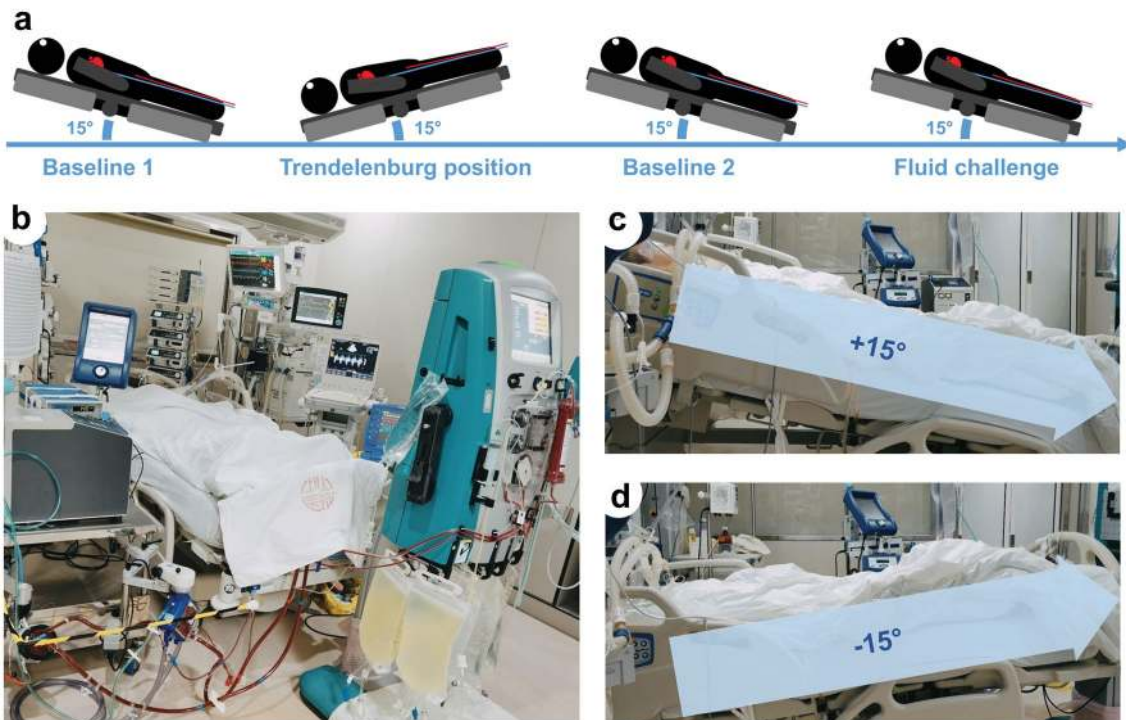 a
15°
15°
15°
15°
Baseline 1
Trendelenburg position
Baseline 2
Fluid challenge
b
c
+15°
d
-15°